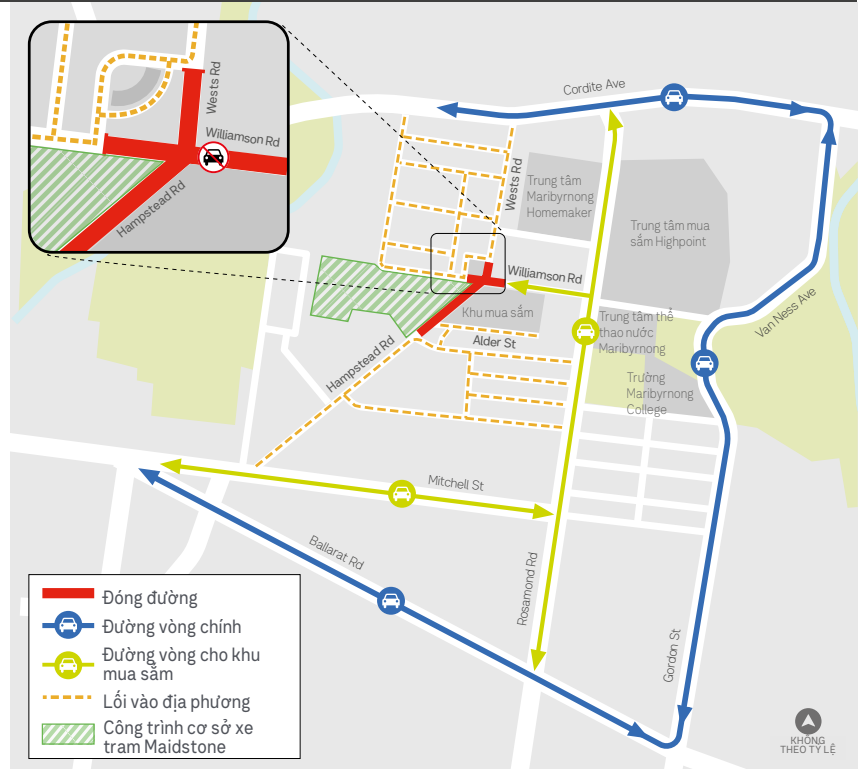 Wests Rd
Williamson Rd
Hampstead Rd
Cordite Ave
Wests Rd
Trung tâm
Maribyrnong
Homemaker
Trung tâm mua
sắm Highpoint
Williamson Rd
Khu mua sắm
Trung tâm thể
thao nước
Maribyrnong
Van Ness Ave
Alder St
Hampstead Rd
Trường
Maribyrnong
College
Mitchell St
Ballarat Rd
Rosamond Rd
Gordon St
Đóng đường
Đường vòng chính
Đường vòng cho khu
mua sắm
Lối vào địa phương
Công trình cơ sở xe
tram Maidstone
KHÔNG
THEO TỶ LỆ